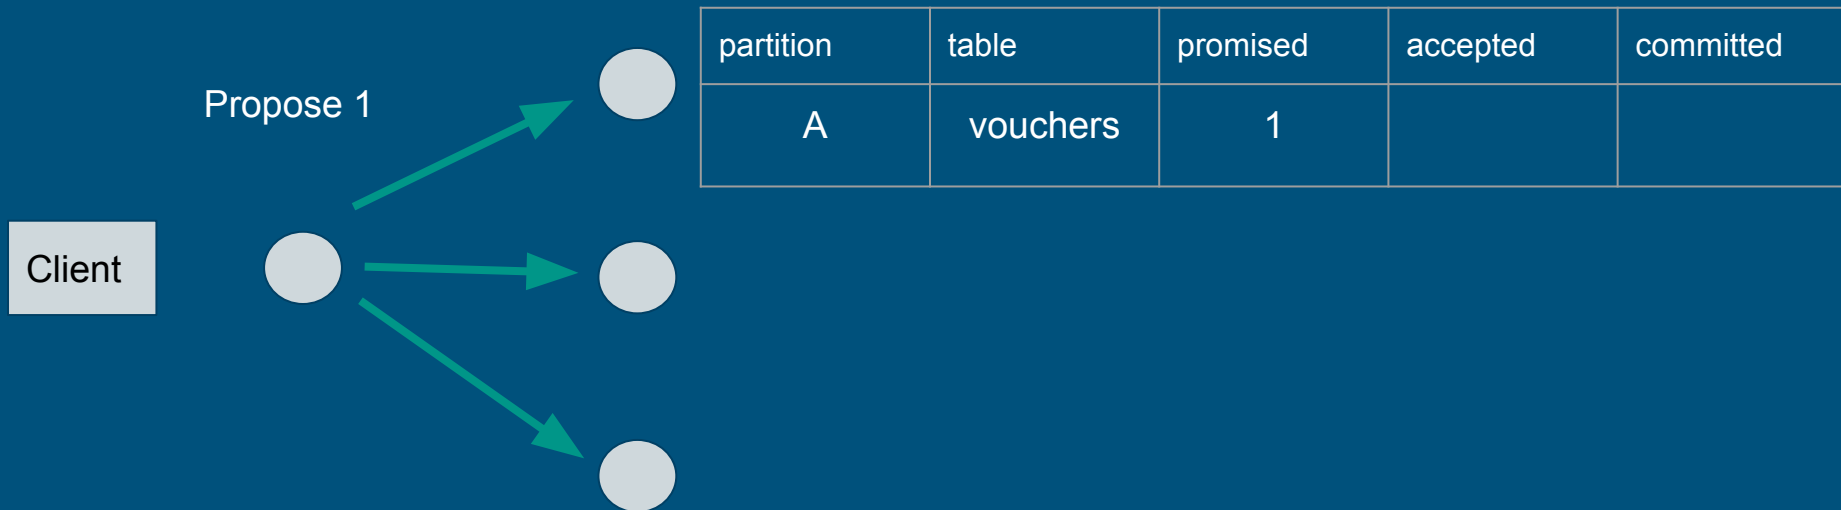 partition table promised accepted committed
A vouchers 1
Propose 1
Client